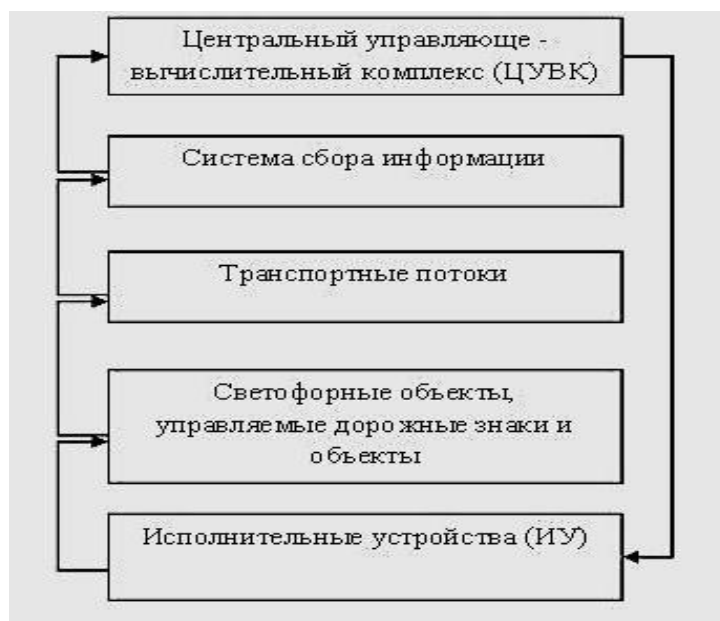 Центральный управляюще -
вычислительный комплекс (ЦУВК)
Система сбора информации
Транспортные потоки
Светофорные объекты,
управляемые дорожные знаки и
объекты
Исполнительные устройства (ИУ)